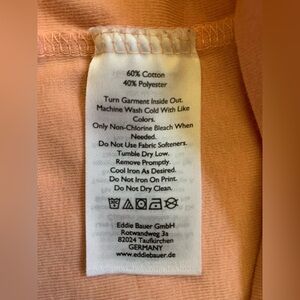 60% Cotton
40% Polyester
Turn Garment Inside Out.
Machine Wash Cold With Like
Colors.
Only Non-Chlorine Bleach When
Needed.
Do Not Use Fabric Softeners.
Tumble Dry Low.
Remove Promptly.
Cool Iron As Desired.
Do Not Iron On Print.
Do Not Dry Clean.
Eddie Bauer GmbH
Rotwandweg 3a
82024 Taufkirchen
GERMANY
www.eddiebauer.de